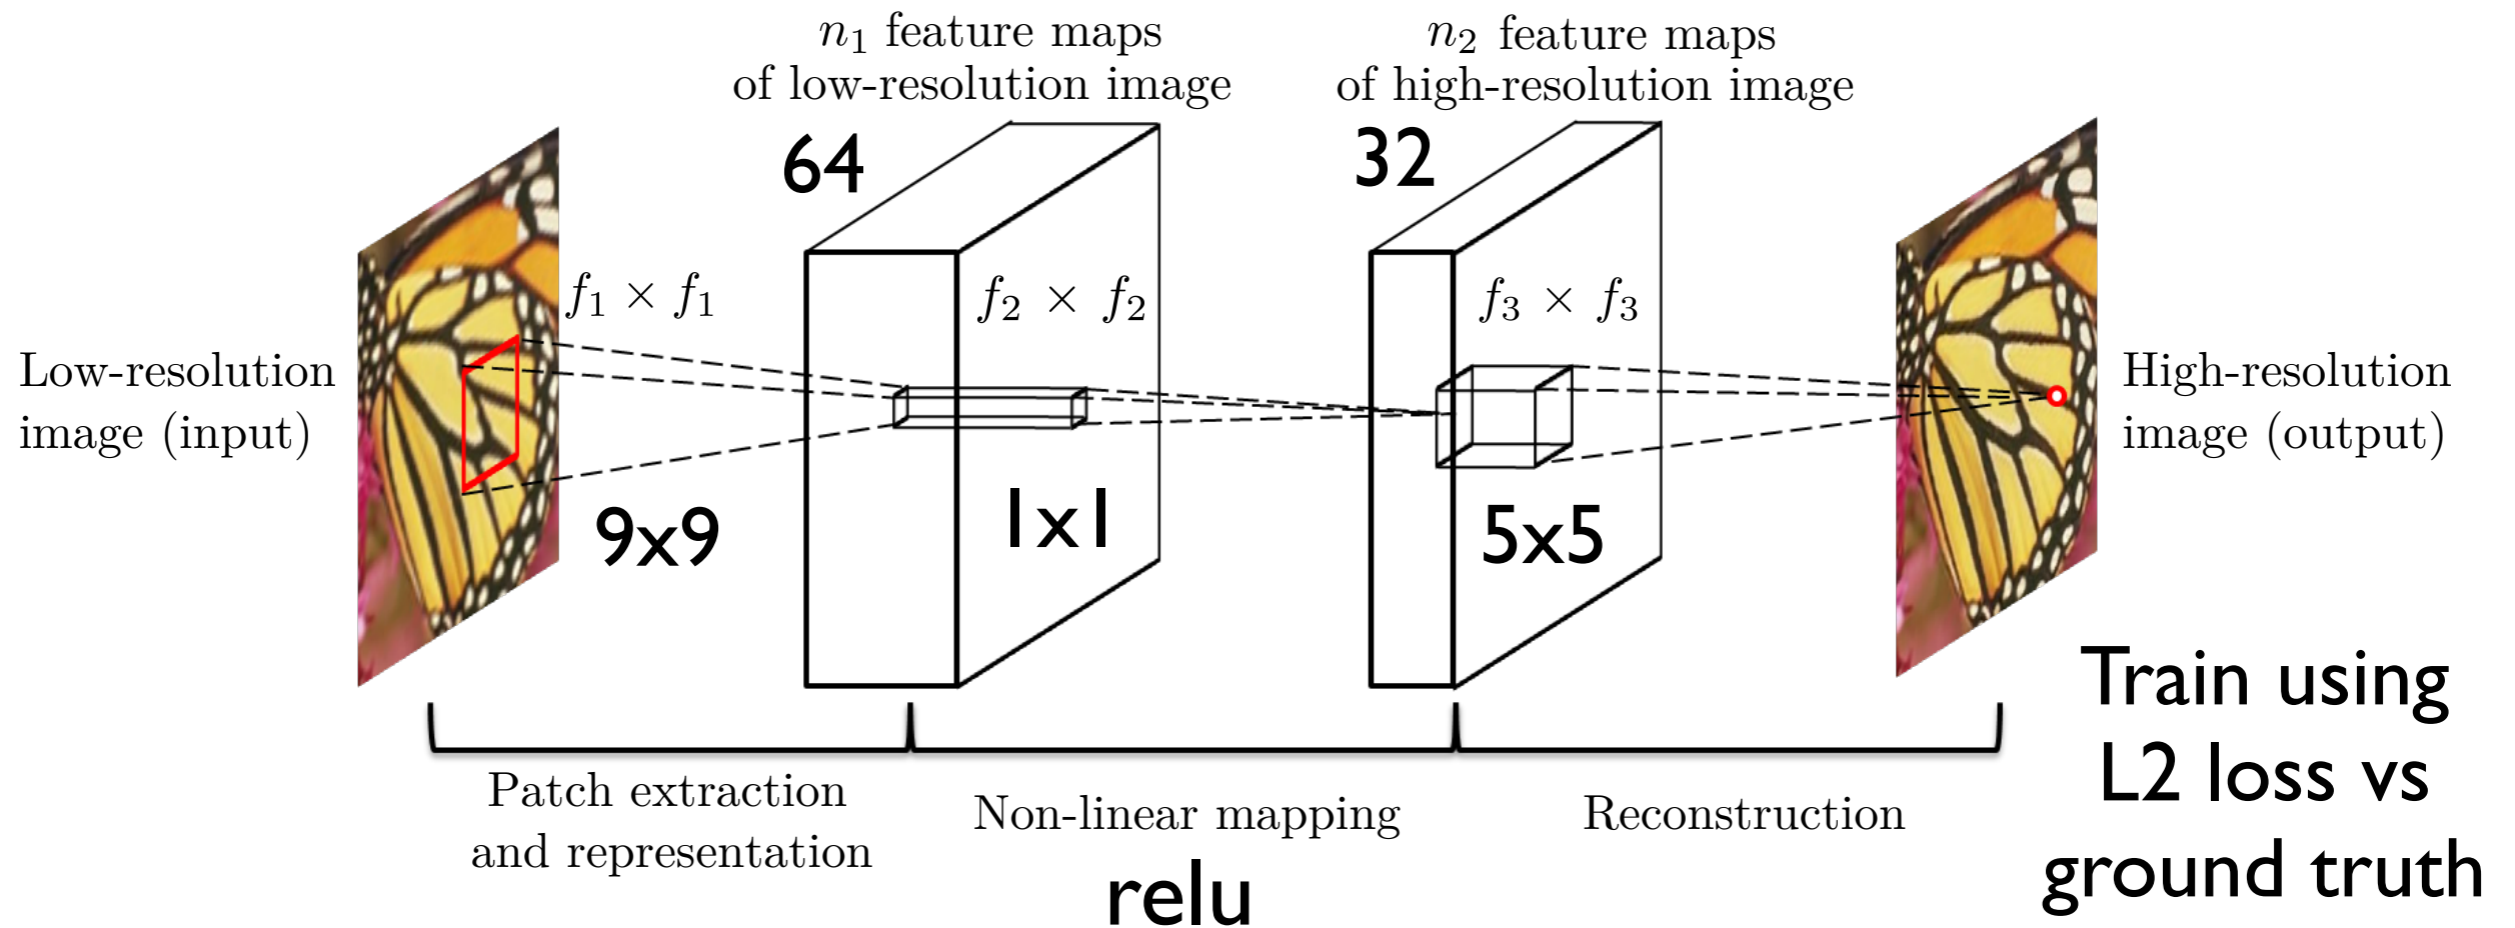 n₁ feature maps
of low-resolution image
64
n₂ feature maps
of high-resolution image
32
f₁ × f₁
f₂ × f₂
f₃ × f₃
Low-resolution
image (input)
High-resolution
image (output)
9x9
1x1
5x5
Patch extraction
and representation
Non-linear mapping
relu
Reconstruction
Train using
L2 loss vs
ground truth